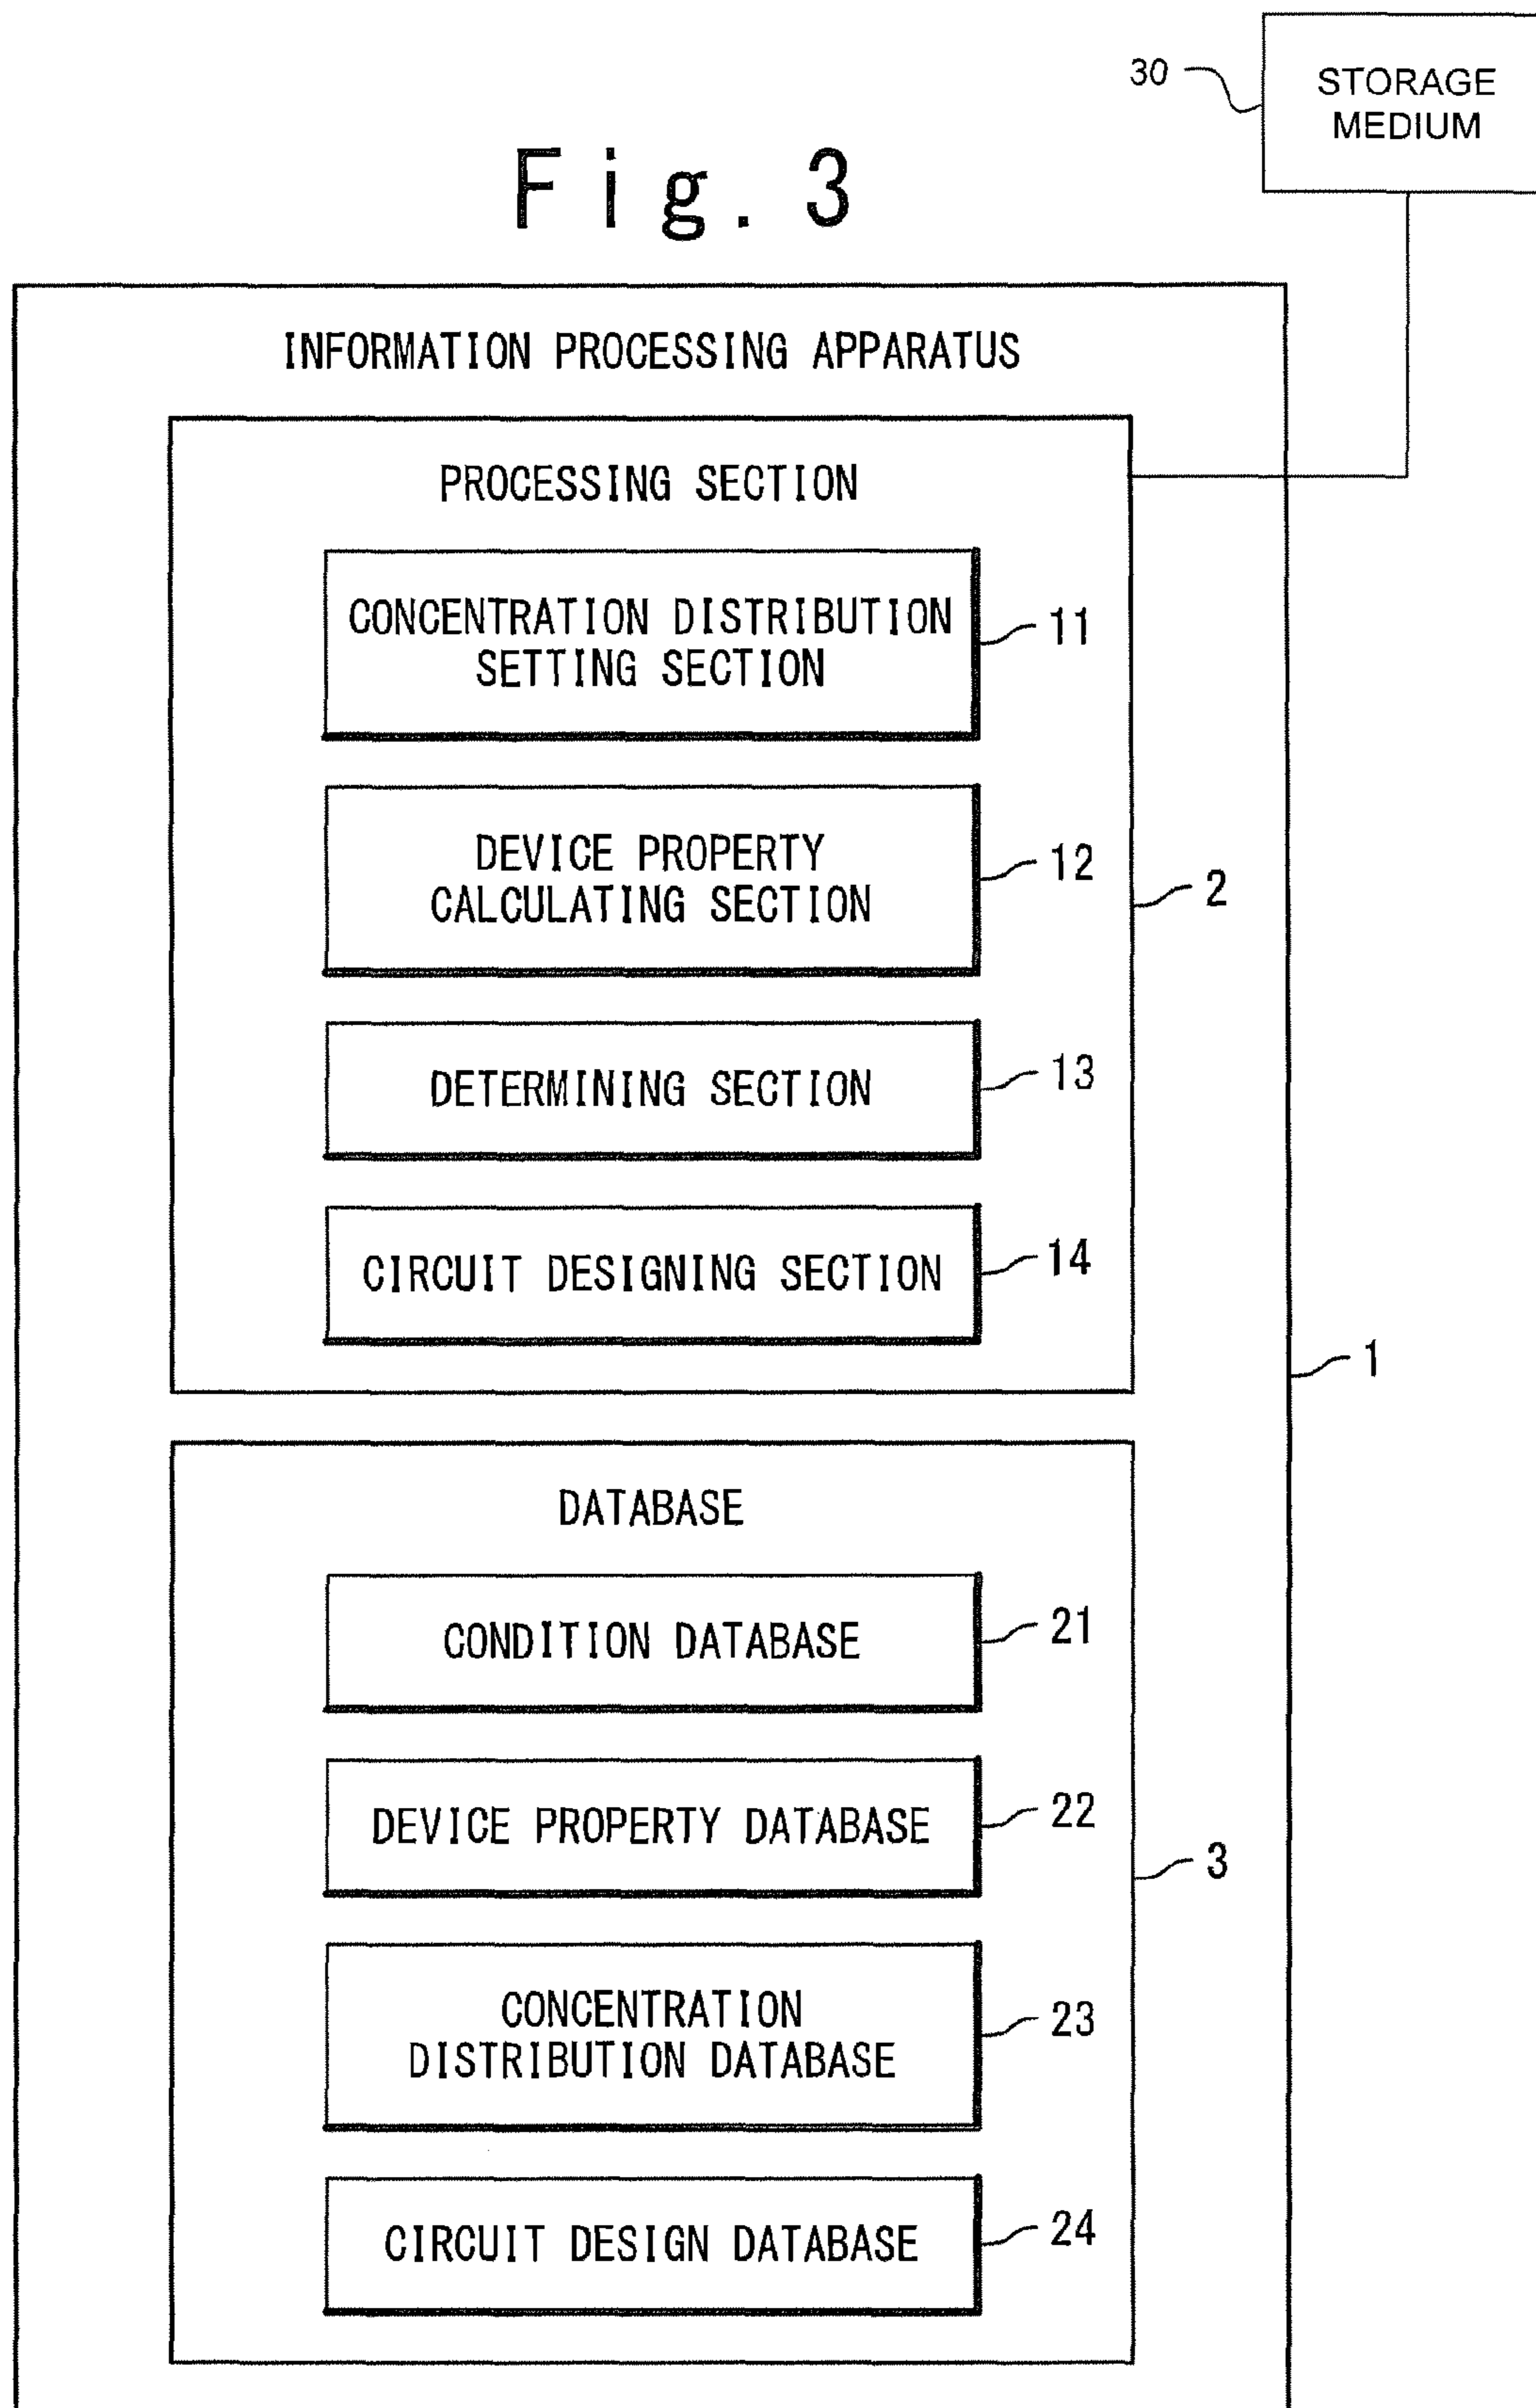 30
STORAGE
MEDIUM
Fig. 3
INFORMATION PROCESSING APPARATUS
PROCESSING SECTION
CONCENTRATION DISTRIBUTION
SETTING SECTION
11
DEVICE PROPERTY
CALCULATING SECTION
12
2
DETERMINING SECTION
13
CIRCUIT DESIGNING SECTION
14
1
DATABASE
CONDITION DATABASE
21
DEVICE PROPERTY DATABASE
22
3
CONCENTRATION
DISTRIBUTION DATABASE
23
CIRCUIT DESIGN DATABASE
24